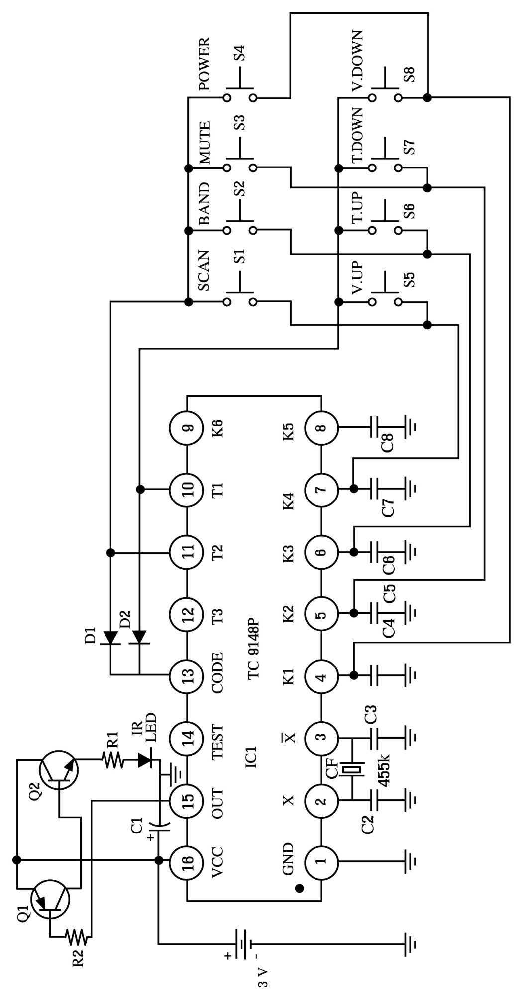 R2
Q1
Q2
C1
+
R1
IR
LED
D1
D2
3 V
+
-
16
15
14
13
12
11
10
9
VCC
OUT
TEST
CODE
T3
T2
T1
K6
IC1
TC 9148P
GND
X
X̅
K1
K2
K3
K4
K5
1
2
3
4
5
6
7
8
C2
CF
455k
C3
C4
C5
C6
C7
C8
SCAN
BAND
MUTE
POWER
S1
S2
S3
S4
V.UP
T.UP
T.DOWN
V.DOWN
S5
S6
S7
S8